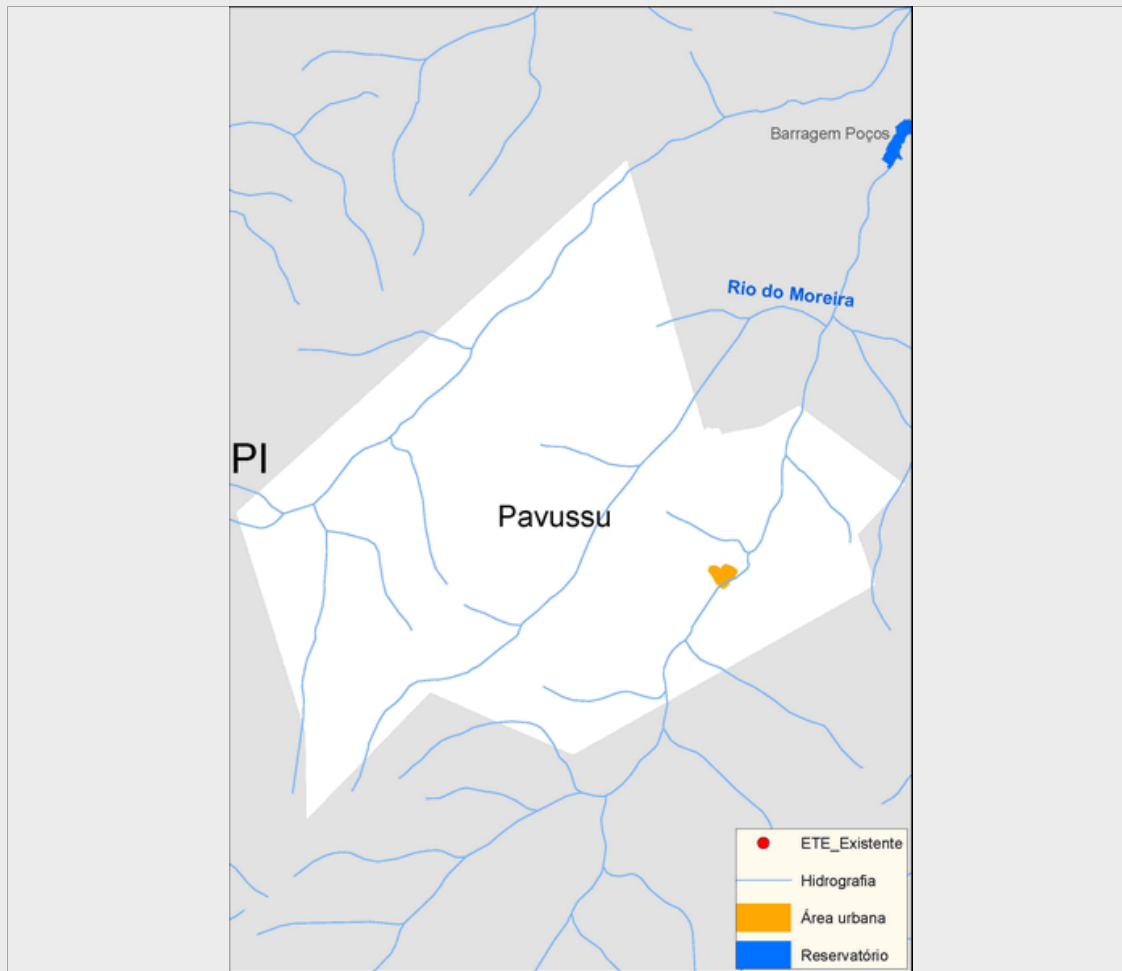 Barragem Poços
Rio do Moreira
PI
Pavussu
ETE_Existente
Hidrografia
Área urbana
Reservatório